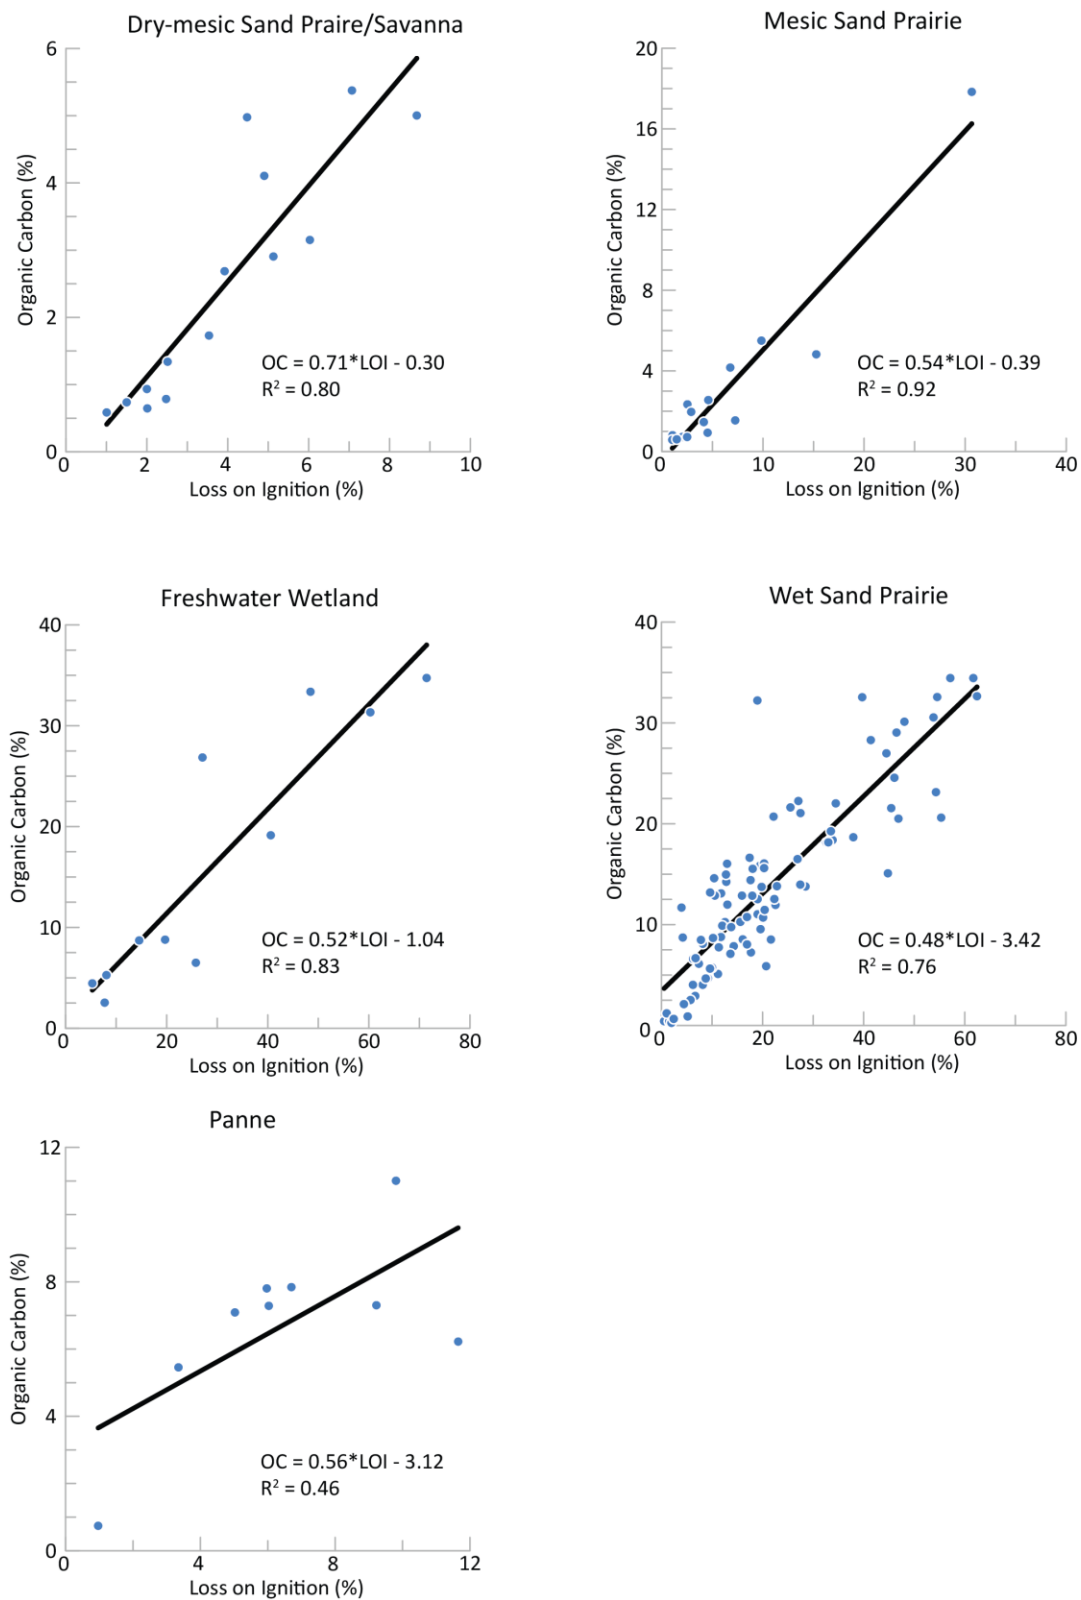 Dry-mesic Sand Praire/Savanna
6
4
2
0
Organic Carbon (%)
OC = 0.71*LOI - 0.30
R² = 0.80
0 2 4 6 8 10
Loss on Ignition (%)
Mesic Sand Prairie
20
16
12
8
4
0
Organic Carbon (%)
OC = 0.54*LOI - 0.39
R² = 0.92
0 10 20 30 40
Loss on Ignition (%)
Freshwater Wetland
40
30
20
10
0
Organic Carbon (%)
OC = 0.52*LOI - 1.04
R² = 0.83
0 20 40 60 80
Loss on Ignition (%)
Wet Sand Prairie
40
30
20
10
0
Organic Carbon (%)
OC = 0.48*LOI - 3.42
R² = 0.76
0 20 40 60 80
Loss on Ignition (%)
Panne
12
8
4
0
Organic Carbon (%)
OC = 0.56*LOI - 3.12
R² = 0.46
0 4 8 12
Loss on Ignition (%)